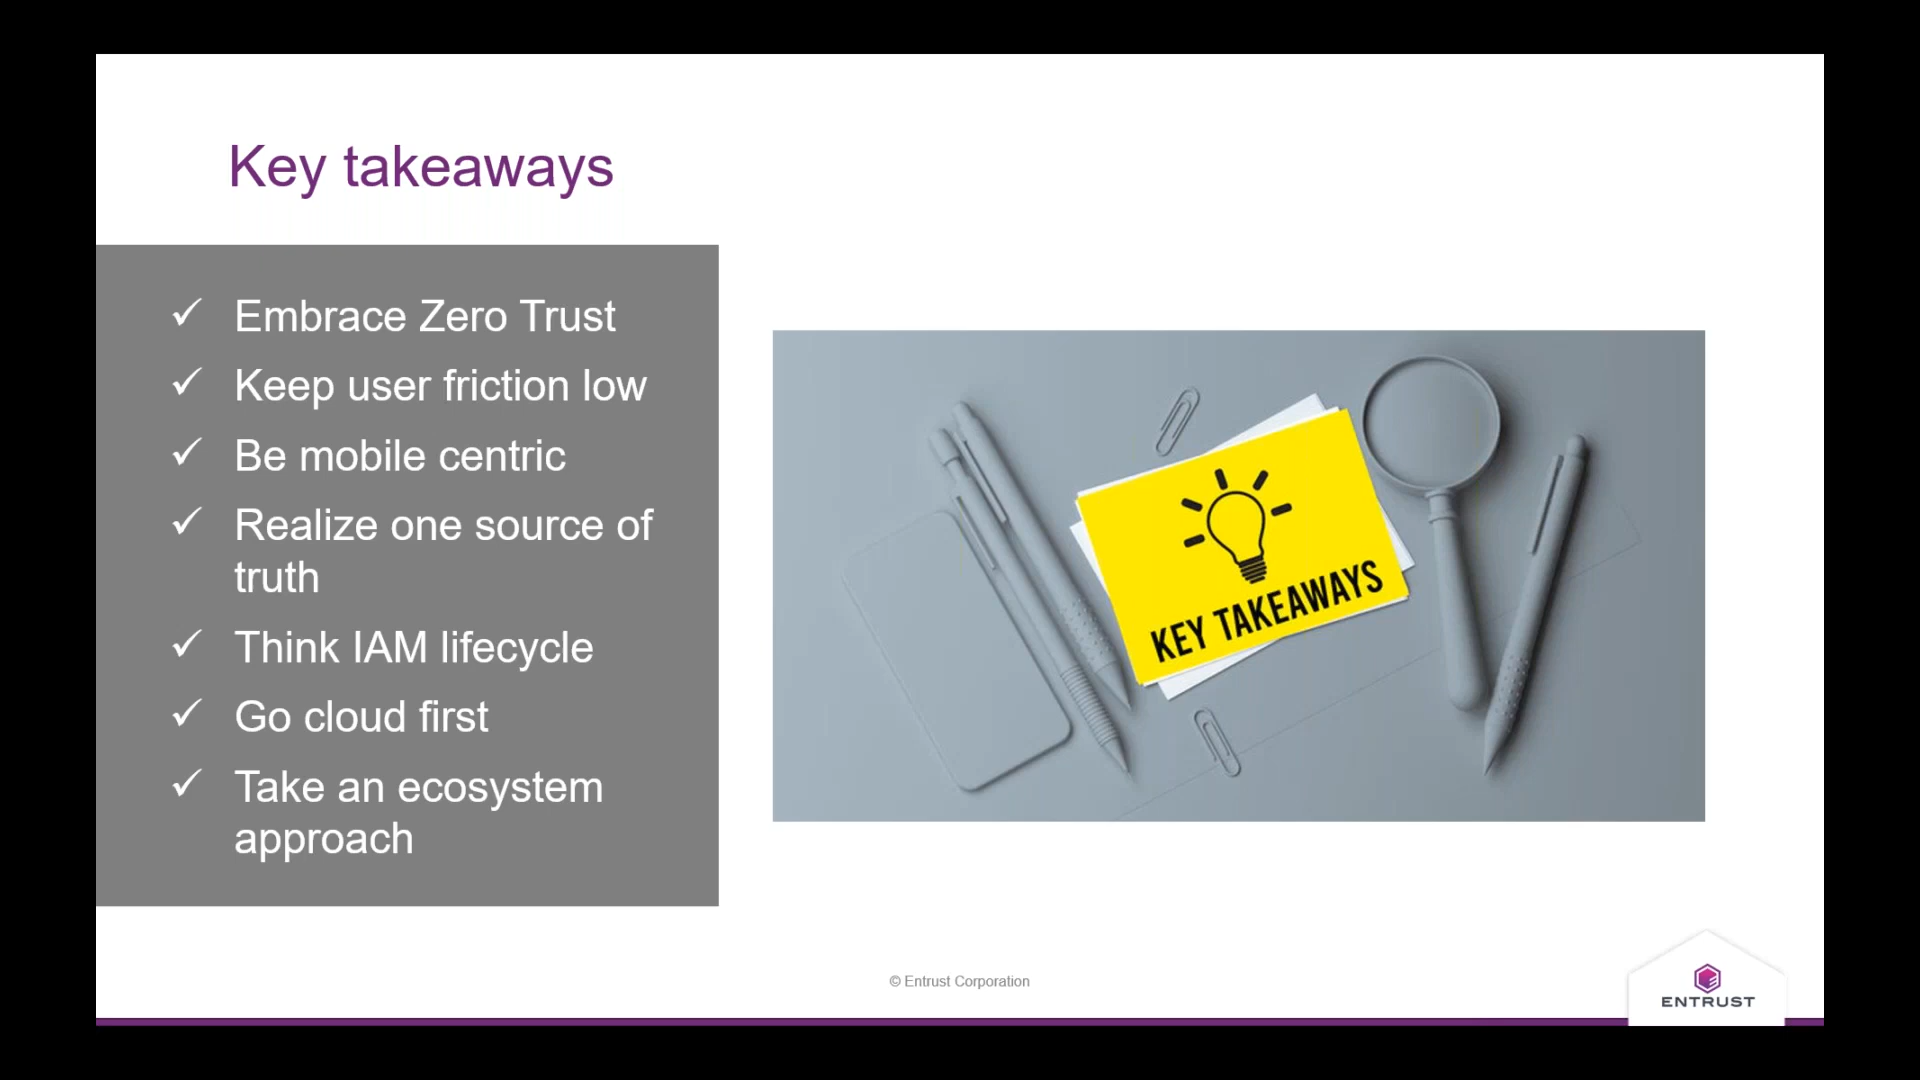 Key takeaways
✓ Embrace Zero Trust
✓ Keep user friction low
✓ Be mobile centric
✓ Realize one source of
truth
✓ Think IAM lifecycle
✓ Go cloud first
✓ Take an ecosystem
approach
KEY TAKEAWAYS
© Entrust Corporation
ENTRUST